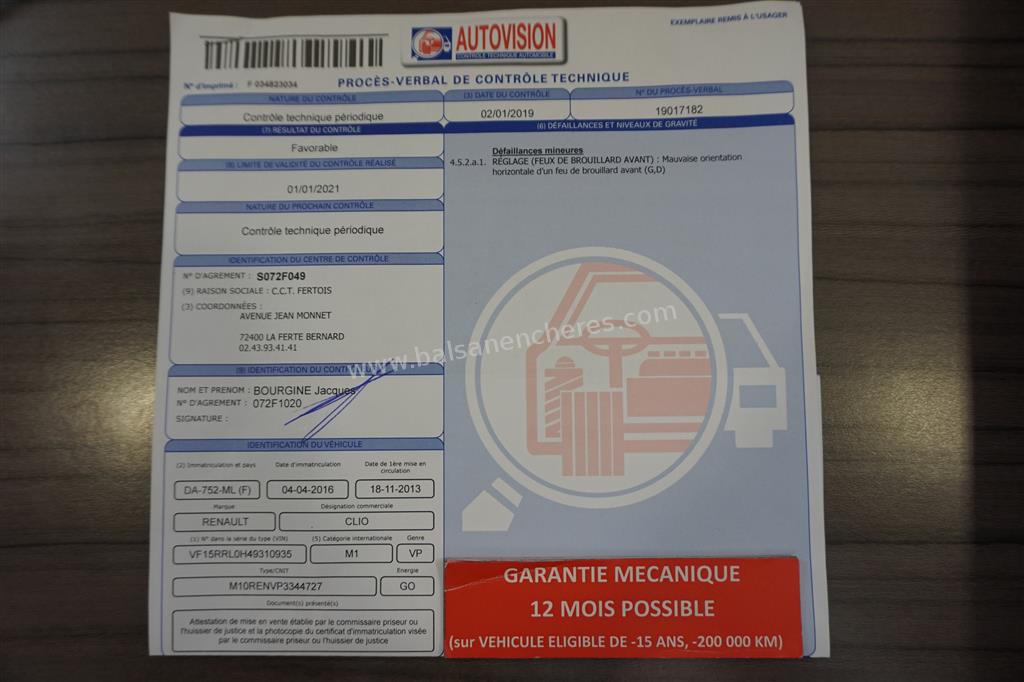 EXEMPLAIRE REMIS À L'USAGER
AUTOVISION
CONTROLE TECHNIQUE AUTOMOBILE
N° d'imprimé : F 034823034
PROCÈS-VERBAL DE CONTRÔLE TECHNIQUE
NATURE DU CONTRÔLE
Contrôle technique périodique
(3) DATE DU CONTRÔLE
02/01/2019
N° DU PROCÈS-VERBAL
19017182
(7) RÉSULTAT DU CONTRÔLE
Favorable
(8) LIMITE DE VALIDITÉ DU CONTRÔLE RÉALISÉ
01/01/2021
NATURE DU PROCHAIN CONTRÔLE
Contrôle technique périodique
IDENTIFICATION DU CENTRE DE CONTRÔLE
N° D'AGREMENT : S072F049
(9) RAISON SOCIALE : C.C.T. FERTOIS
(3) COORDONNÉES :
AVENUE JEAN MONNET
72400 LA FERTE BERNARD
02.43.93.41.41
(9) IDENTIFICATION DU CONTRÔLEUR
NOM ET PRENOM : BOURGINE Jacques
N° D'AGREMENT : 072F1020
SIGNATURE :
IDENTIFICATION DU VÉHICULE
(2) Immatriculation et pays
Date d'immatriculation
Date de 1ère mise en
circulation
DA-752-ML (F)
04-04-2016
18-11-2013
Marque
Désignation commerciale
RENAULT
CLIO
(1) N° dans la série du type (VIN)
(5) Catégorie internationale
Genre
VF15RRL0H49310935
M1
VP
Type/CNIT
Energie
M10RENVP3344727
GO
Document(s) présenté(s)
Attestation de mise en vente établie par le commissaire priseur ou
l'huissier de justice et la photocopie du certificat d'immatriculation visée
par le commissaire priseur ou l'huissier de justice
(6) DÉFAILLANCES ET NIVEAUX DE GRAVITÉ
Défaillances mineures
4.5.2.a.1. RÉGLAGE (FEUX DE BROUILLARD AVANT) : Mauvaise orientation
horizontale d'un feu de brouillard avant (G,D)
www.balsanencheres.com
GARANTIE MECANIQUE
12 MOIS POSSIBLE
(sur VEHICULE ELIGIBLE DE -15 ANS, -200 000 KM)